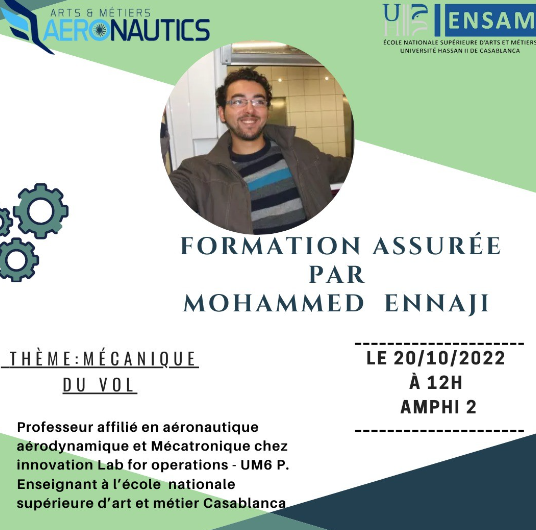 ARTS & MÉTIERS
AERONAUTICS
ENSAM
ÉCOLE NATIONALE SUPÉRIEURE D'ARTS ET MÉTIERS
UNIVERSITÉ HASSAN II DE CASABLANCA
FORMATION ASSURÉE
PAR
MOHAMMED ENNAJI
THÈME:MÉCANIQUE
DU VOL
LE 20/10/2022
À 12H
AMPHI 2
Professeur affilié en aéronautique
aérodynamique et Mécatronique chez
innovation Lab for operations - UM6 P.
Enseignant à l'école nationale
supérieure d'art et métier Casablanca